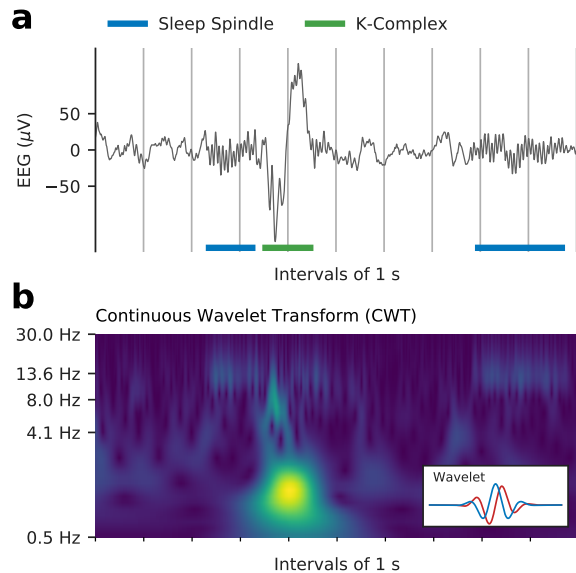 a
Sleep Spindle K-Complex
EEG (μV)
50
0
−50
Intervals of 1 s
b
Continuous Wavelet Transform (CWT)
30.0 Hz
13.6 Hz
8.0 Hz
4.1 Hz
0.5 Hz
Wavelet
Intervals of 1 s